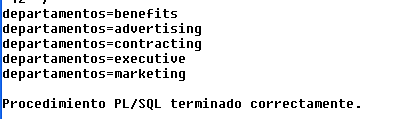 departamentos=benefits
departamentos=advertising
departamentos=contracting
departamentos=executive
departamentos=marketing
Procedimiento PL/SQL terminado correctamente.